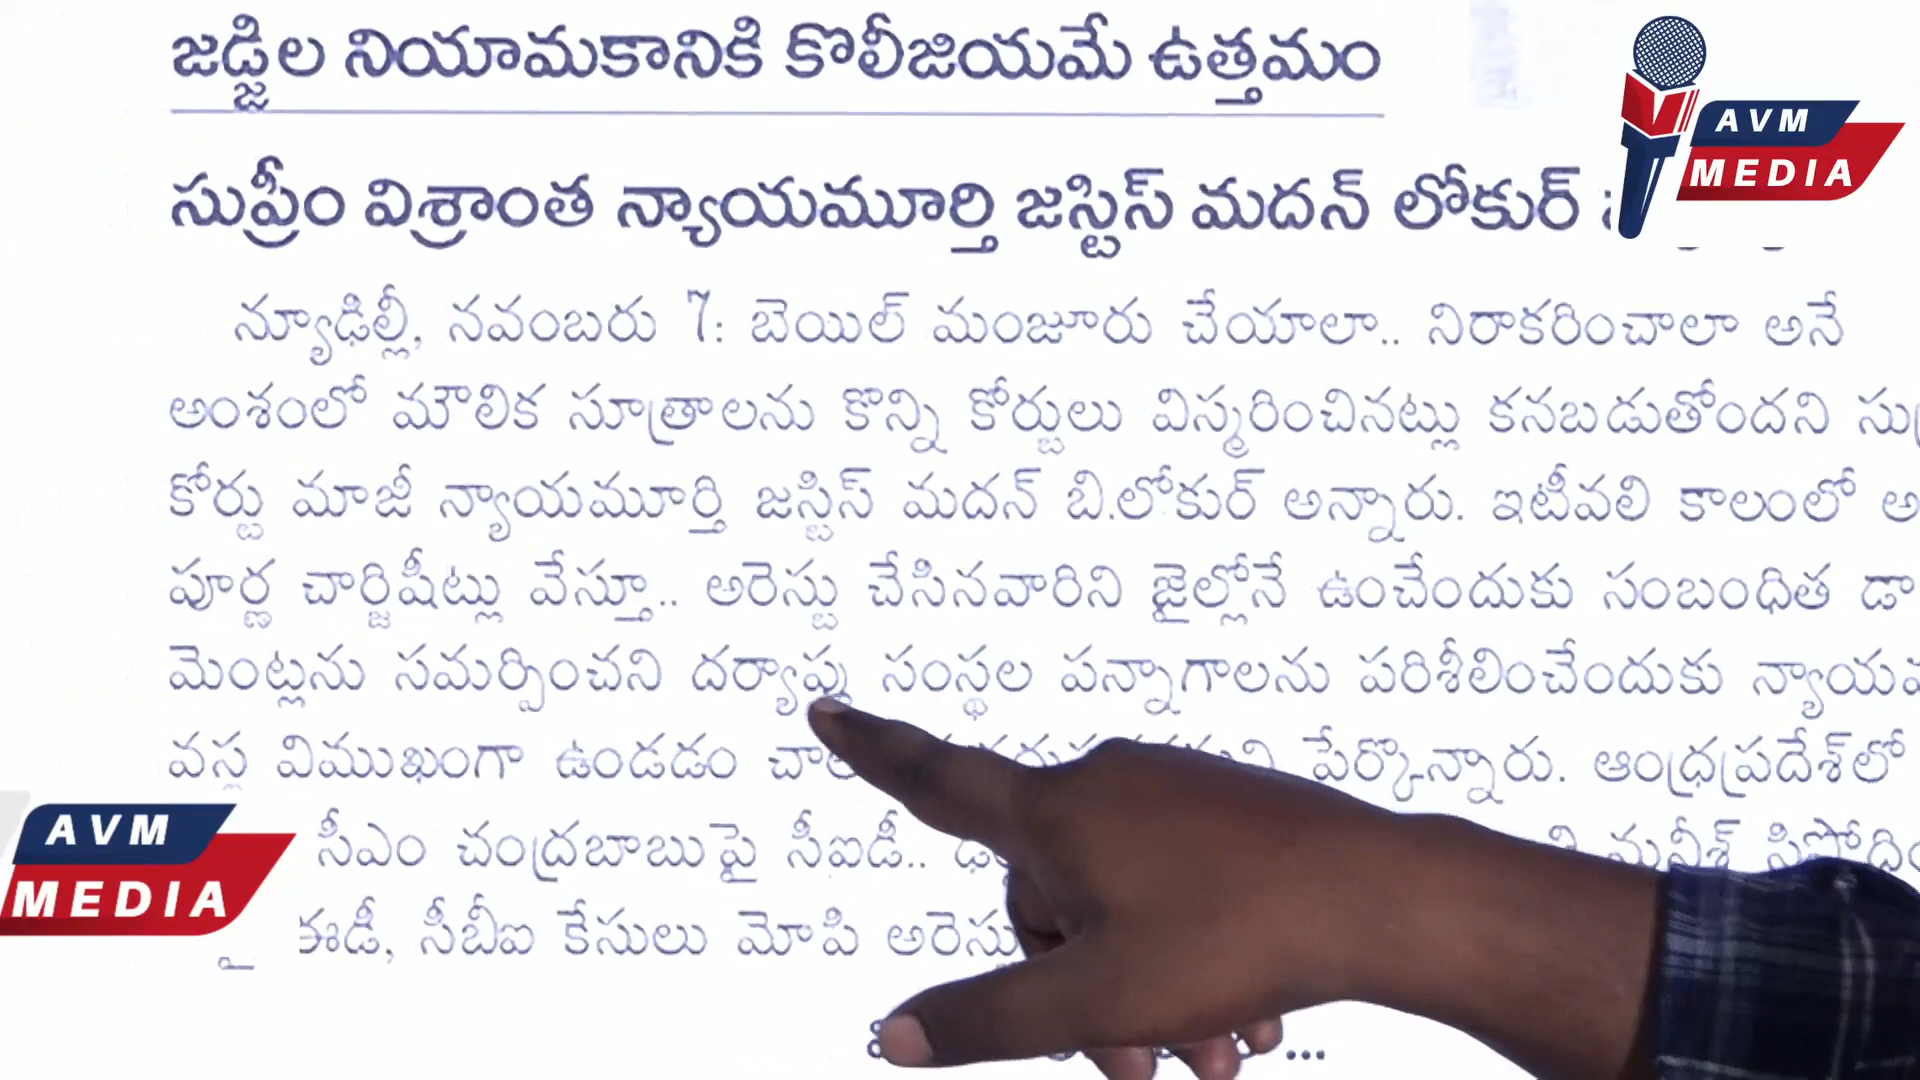 జడ్జిల నియామకానికి కొలీజియమే ఉత్తమం
సుప్రీం విశ్రాంత న్యాయమూర్తి జస్టిస్ మదన్ లోకుర్
AVM
MEDIA
న్యూఢిల్లీ, నవంబరు 7: బెయిల్ మంజూరు చేయాలా.. నిరాకరించాలా అనే
అంశంలో మౌలిక సూత్రాలను కొన్ని కోర్టులు విస్మరించినట్లు కనబడుతోందని
కోర్టు మాజీ న్యాయమూర్తి జస్టిస్ మదన్ బి.లోకుర్ అన్నారు. ఇటీవలి కాలంలో అ
పూర్ణ చార్జిషీట్లు వేస్తూ.. అరెస్టు చేసినవారిని జైల్లోనే ఉంచేందుకు సంబంధిత డా
మెంట్లను సమర్పించని దర్యాప్తు సంస్థల పన్నాగాలను పరిశీలించేందుకు
విముఖంగా ఉండడం పేర్కొన్నారు. ఆంధ్రప్రదేశ్‌లో
AVM
MEDIA
సీఎం చంద్రబాబుపై సీఐడీ.. మనీశ్
ఈడీ, సీబీఐ కేసులు మోపి అరెస్టు
...